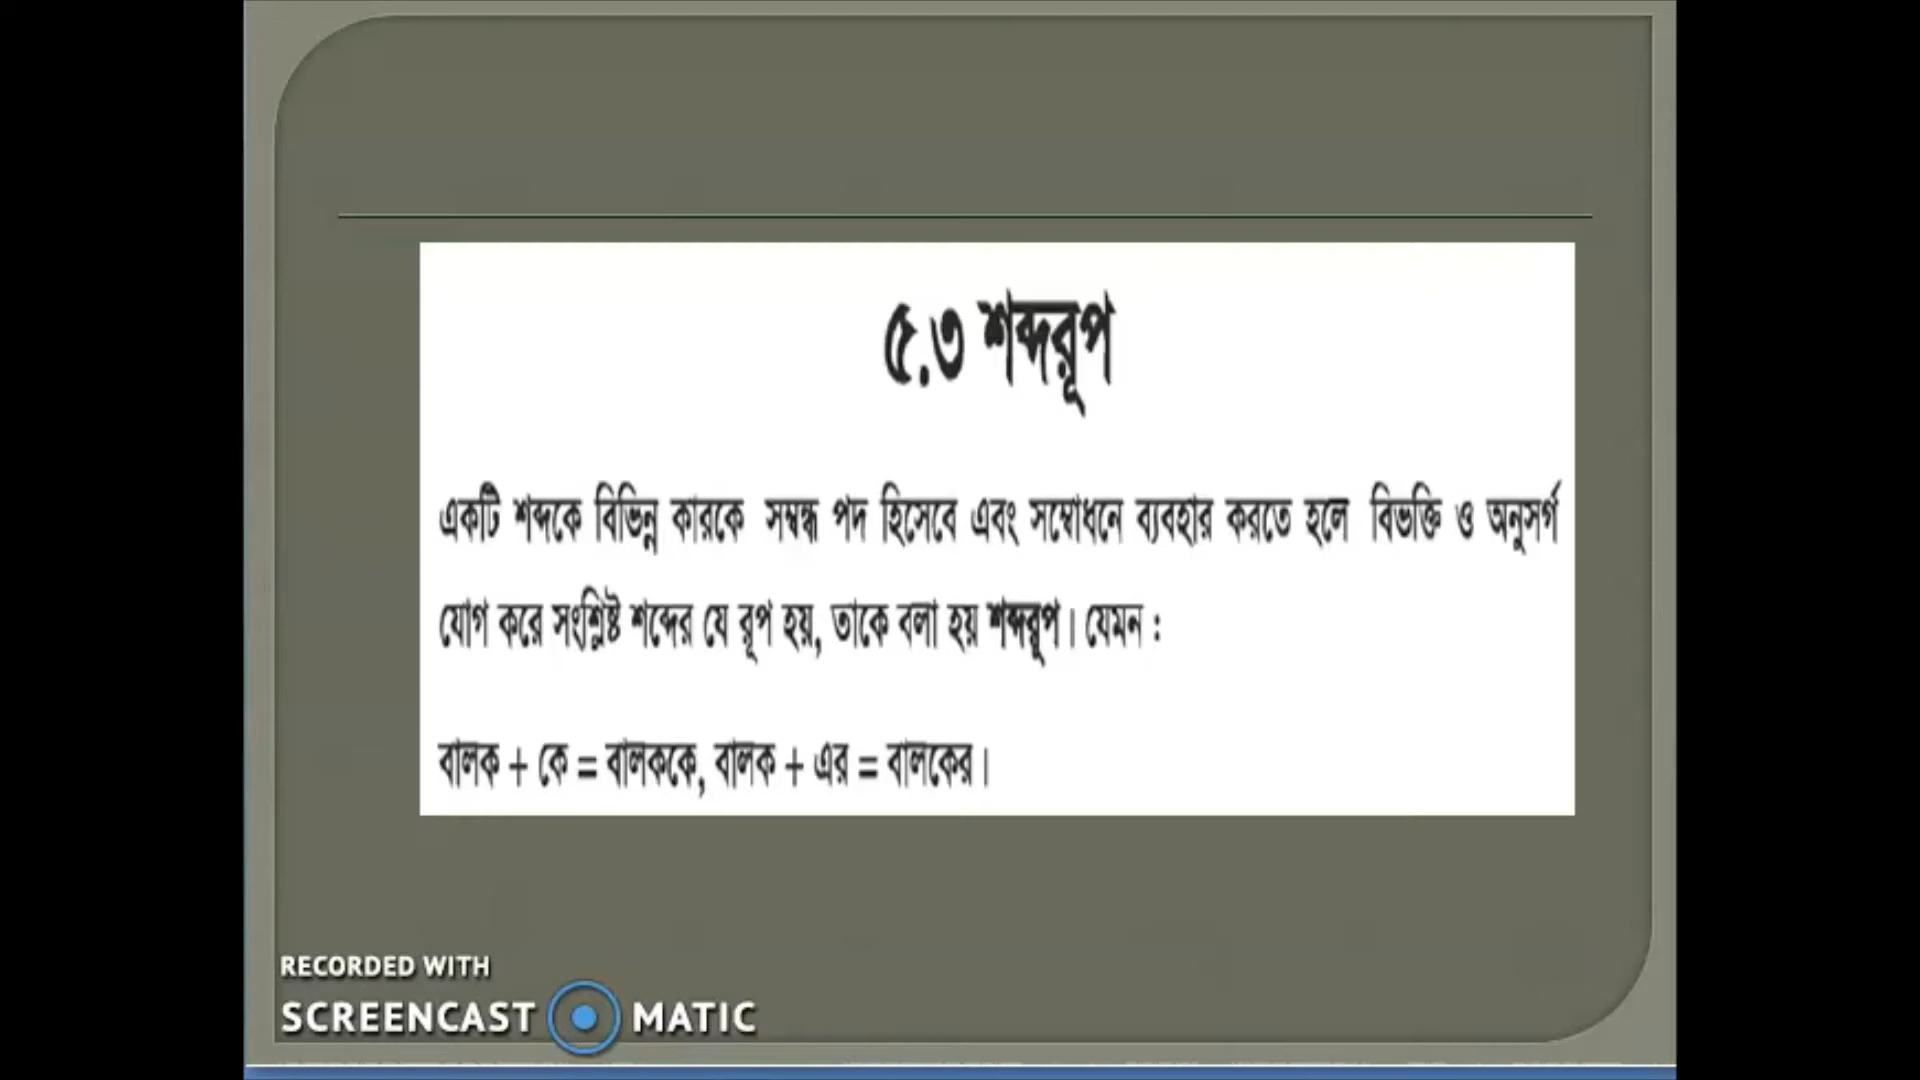 ৫.৩ শব্দরূপ
একটি শব্দকে বিভিন্ন কারকে সম্বন্ধ পদ হিসেবে এবং সম্বোধনে ব্যবহার করতে হলে বিভক্তি ও অনুসর্গ
যোগ করে সংশ্লিষ্ট শব্দের যে রূপ হয়, তাকে বলা হয় শব্দরূপ। যেমন :
বালক + কে = বালককে, বালক + এর = বালকের।
RECORDED WITH
SCREENCAST MATIC